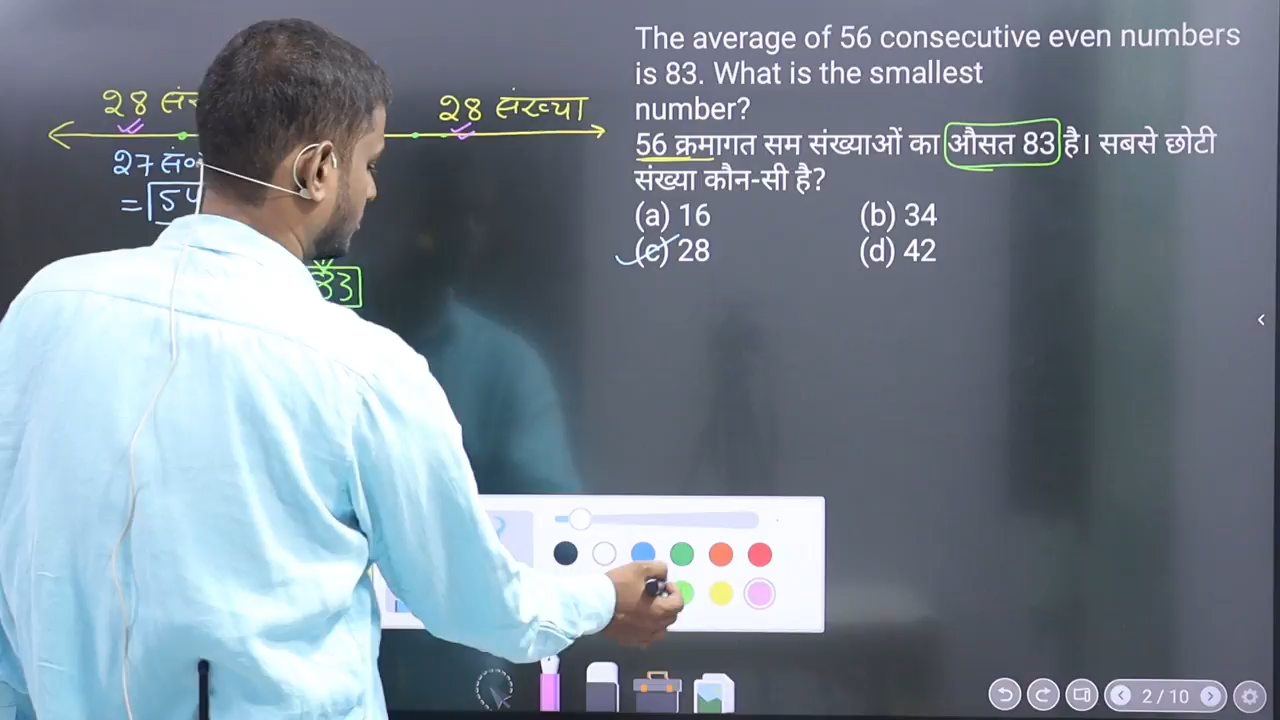 The average of 56 consecutive even numbers
is 83. What is the smallest
number?
56 क्रमागत सम संख्याओं का औसत 83 है। सबसे छोटी
संख्या कौन-सी है?
(a) 16 (b) 34
(c) 28 (d) 42
28 28 संख्या
27
=
83
2 / 10